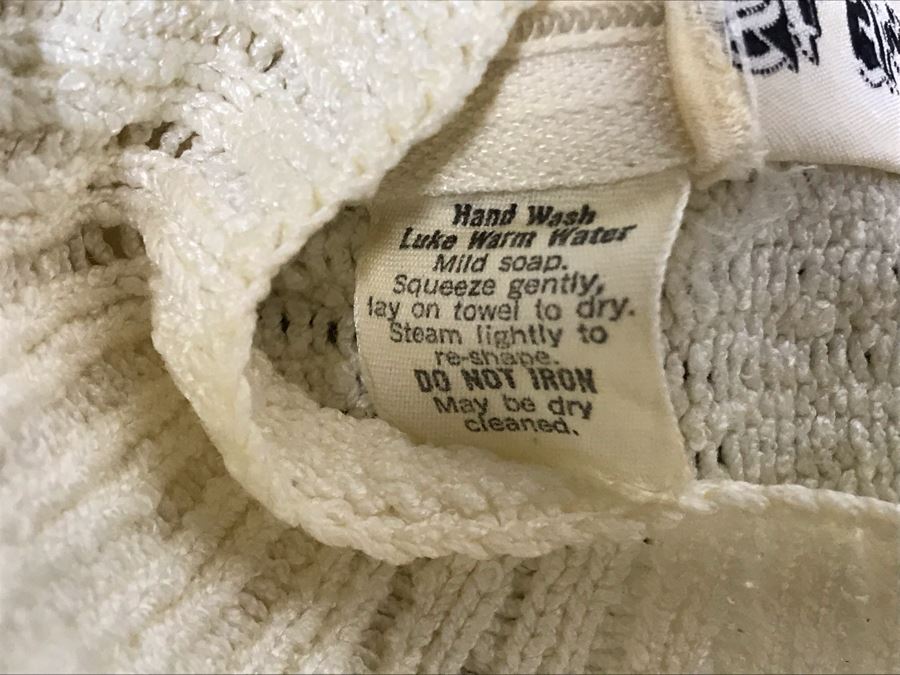 Hand Wash
Luke Warm Water
Mild soap.
Squeeze gently,
lay on towel to dry.
Steam lightly to
re-shape.
DO NOT IRON
May be dry
cleaned.